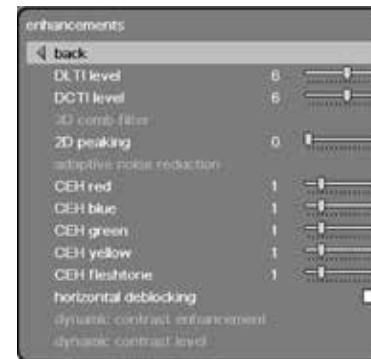 enhancements
back
DLTI level 6
DCTI level 6
3D comb filter
2D peaking 0
adaptive noise reduction
CEH red 1
CEH blue 1
CEH green 1
CEH yellow 1
CEH fleshtone 1
horizontal deblocking
dynamic contrast enhancement
dynamic contrast level